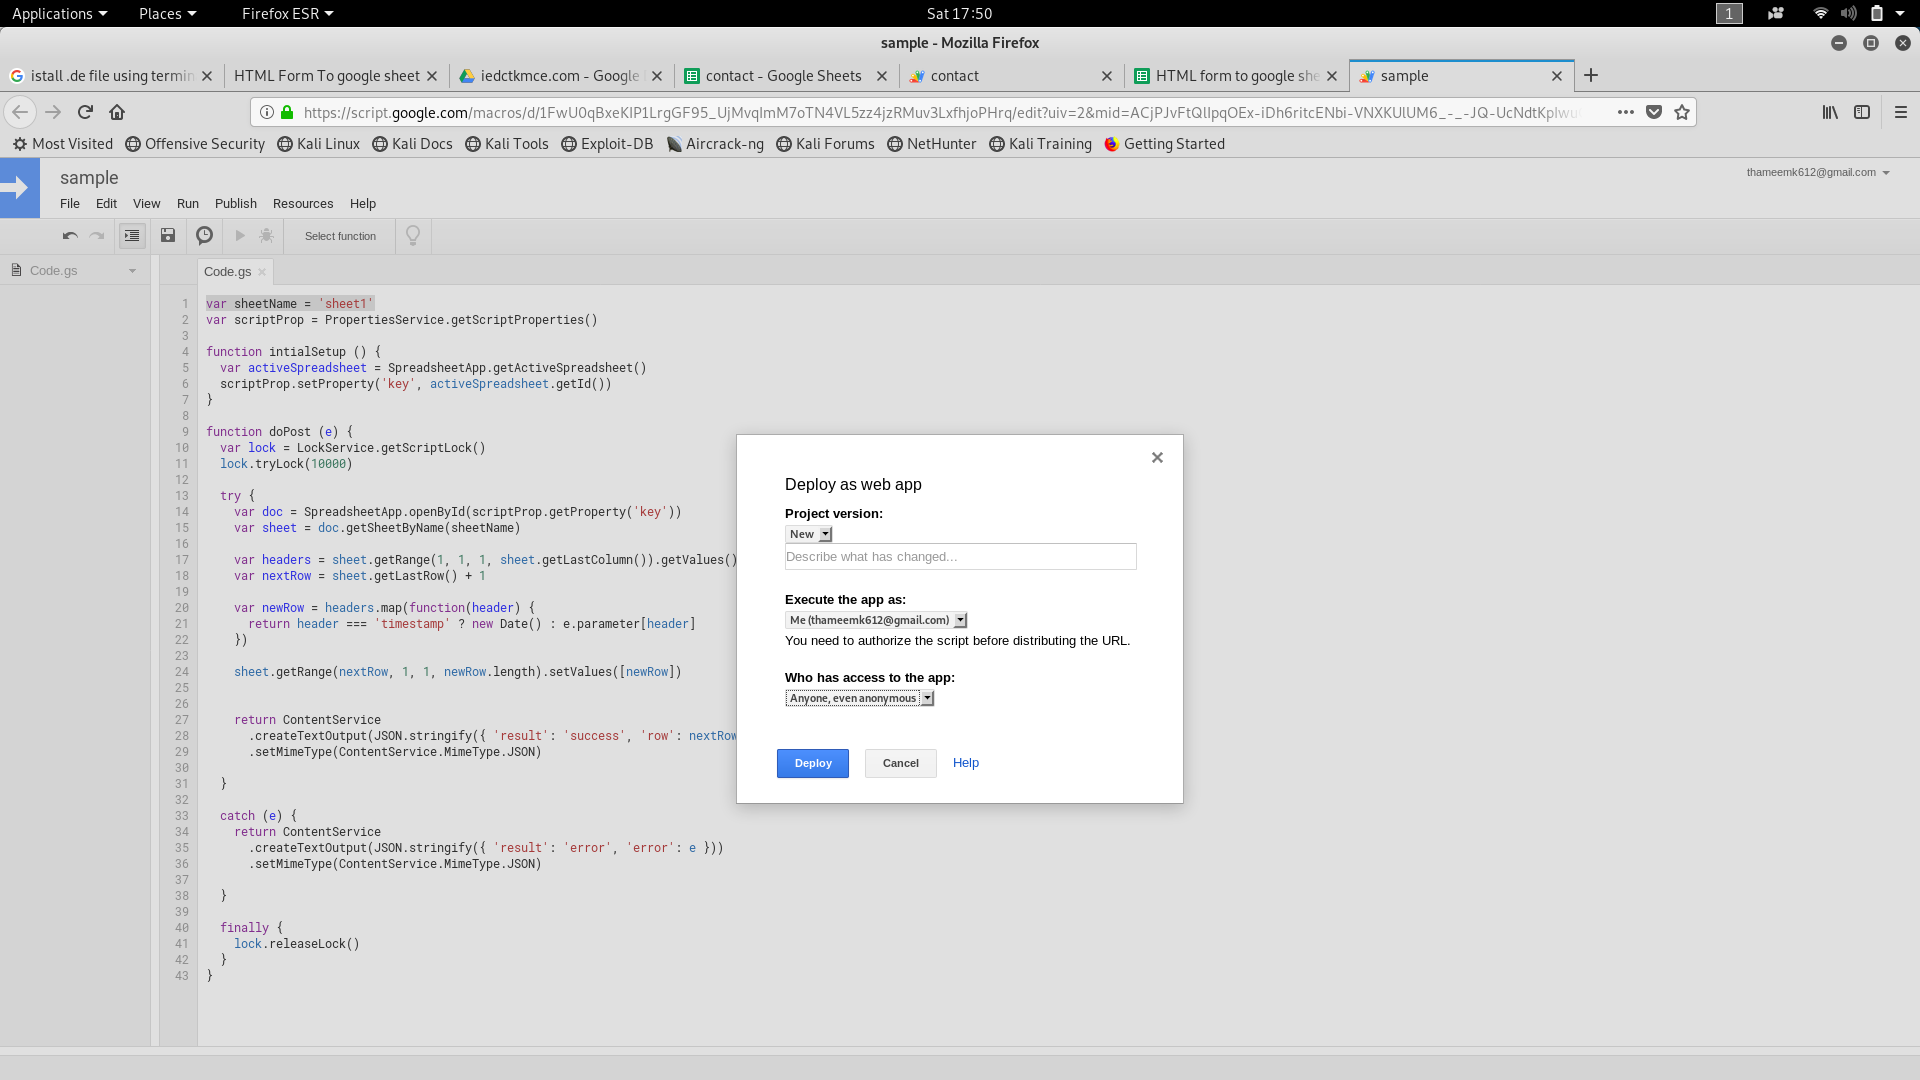 Applications Places Firefox ESR Sat 17:50 1
sample - Mozilla Firefox
istall .de file using termin HTML Form To google sheet iedctkmce.com - Google contact - Google Sheets contact HTML form to google she sample
https://script.google.com/macros/d/1FwU0qBxeKIP1LrgGF95_UjMvqImM7oTN4VL5zz4jzRMuv3LxfhjoPHrq/edit?uiv=2&mid=ACjPJvFtQlIpqOEx-iDh6ritcENbi-VNXKUlUM6_-_-JQ-UcNdtKpIwu
Most Visited Offensive Security Kali Linux Kali Docs Kali Tools Exploit-DB Aircrack-ng Kali Forums NetHunter Kali Training Getting Started
sample
thameemk612@gmail.com
File Edit View Run Publish Resources Help
Select function
Code.gs
Code.gs
1 var sheetName = 'sheet1'
2 var scriptProp = PropertiesService.getScriptProperties()
3
4 function intialSetup () {
5 var activeSpreadsheet = SpreadsheetApp.getActiveSpreadsheet()
6 scriptProp.setProperty('key', activeSpreadsheet.getId())
7 }
8
9 function doPost (e) {
10 var lock = LockService.getScriptLock()
11 lock.tryLock(10000)
12
13 try {
14 var doc = SpreadsheetApp.openById(scriptProp.getProperty('key'))
15 var sheet = doc.getSheetByName(sheetName)
16
17 var headers = sheet.getRange(1, 1, 1, sheet.getLastColumn()).getValues()
18 var nextRow = sheet.getLastRow() + 1
19
20 var newRow = headers.map(function(header) {
21 return header === 'timestamp' ? new Date() : e.parameter[header]
22 })
23
24 sheet.getRange(nextRow, 1, 1, newRow.length).setValues([newRow])
25
26
27 return ContentService
28 .createTextOutput(JSON.stringify({ 'result': 'success', 'row': nextRow
29 .setMimeType(ContentService.MimeType.JSON)
30
31 }
32
33 catch (e) {
34 return ContentService
35 .createTextOutput(JSON.stringify({ 'result': 'error', 'error': e }))
36 .setMimeType(ContentService.MimeType.JSON)
37
38 }
39
40 finally {
41 lock.releaseLock()
42 }
43 }
Deploy as web app
Project version:
New
Describe what has changed...
Execute the app as:
Me (thameemk612@gmail.com)
You need to authorize the script before distributing the URL.
Who has access to the app:
Anyone, even anonymous
Deploy Cancel Help